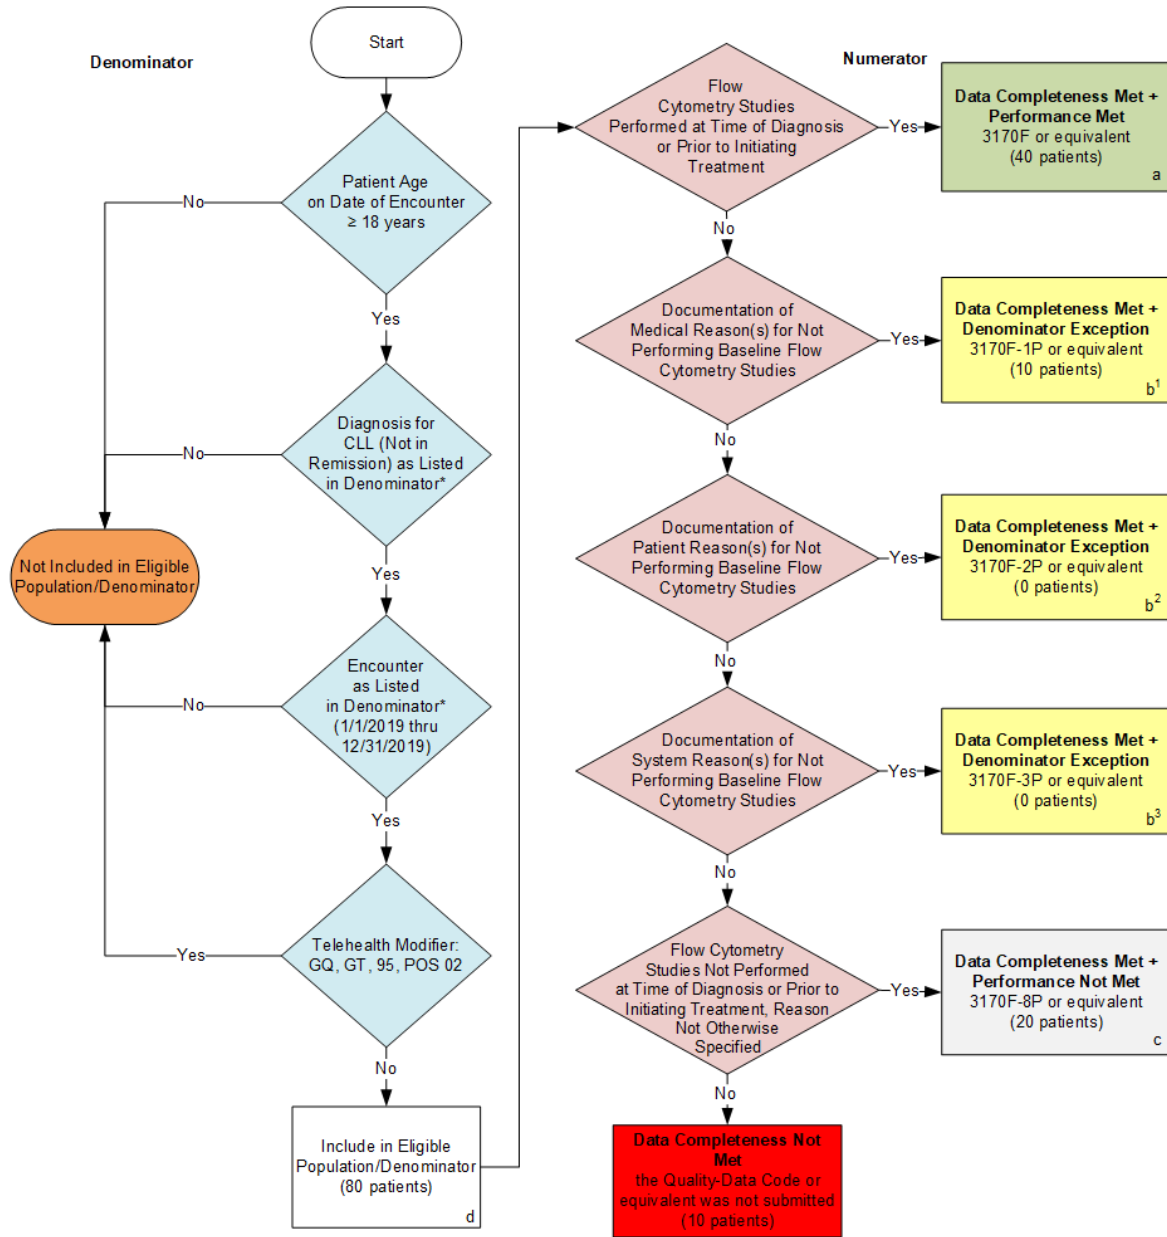 Denominator
Start
Patient Age
on Date of Encounter
≥ 18 years
No
Yes
Diagnosis for
CLL (Not in
Remission) as Listed
in Denominator*
No
Yes
Not Included in Eligible
Population/Denominator
Encounter
as Listed
in Denominator*
(1/1/2019 thru
12/31/2019)
No
Yes
Telehealth Modifier:
GQ, GT, 95, POS 02
Yes
No
Include in Eligible
Population/Denominator
(80 patients)
d
Numerator
Flow
Cytometry Studies
Performed at Time of Diagnosis
or Prior to Initiating
Treatment
Yes
Data Completeness Met +
Performance Met
3170F or equivalent
(40 patients)
a
No
Documentation of
Medical Reason(s) for Not
Performing Baseline Flow
Cytometry Studies
Yes
Data Completeness Met +
Denominator Exception
3170F-1P or equivalent
(10 patients)
b¹
No
Documentation of
Patient Reason(s) for Not
Performing Baseline Flow
Cytometry Studies
Yes
Data Completeness Met +
Denominator Exception
3170F-2P or equivalent
(0 patients)
b²
No
Documentation of
System Reason(s) for Not
Performing Baseline Flow
Cytometry Studies
Yes
Data Completeness Met +
Denominator Exception
3170F-3P or equivalent
(0 patients)
b³
No
Flow Cytometry
Studies Not Performed
at Time of Diagnosis or Prior to
Initiating Treatment, Reason
Not Otherwise
Specified
Yes
Data Completeness Met +
Performance Not Met
3170F-8P or equivalent
(20 patients)
c
No
Data Completeness Not
Met
the Quality-Data Code or
equivalent was not submitted
(10 patients)